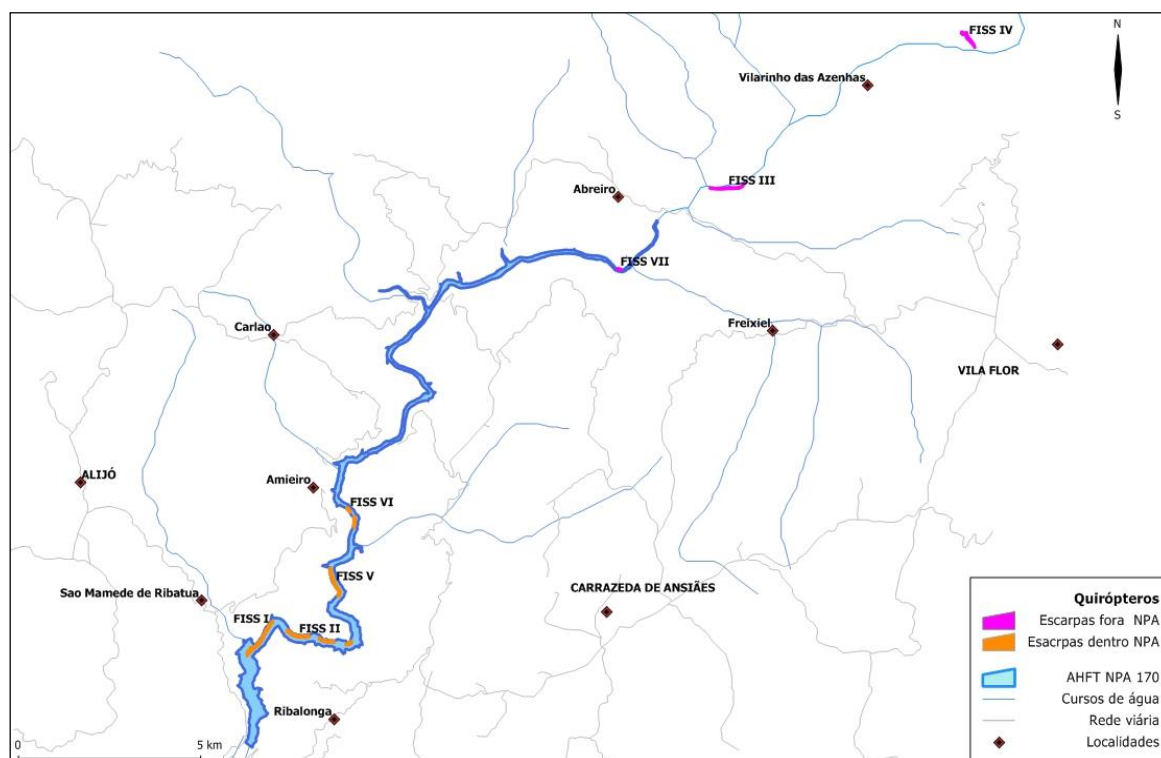 FISS IV
N
Vilarinho das Azenhas
S
FISS III
Abreiro
FISS VII
Carlao
Freixiel
VILA FLOR
ALIJÓ
Amieiro
FISS VI
FISS V
CARRAZEDA DE ANSIÃES
Sao Mamede de Ribatua
FISS I
FISS II
Ribalonga
0
5 km
Quirópteros
Escarpas fora NPA
Esacrpas dentro NPA
AHFT NPA 170
Cursos de água
Rede viária
Localidades